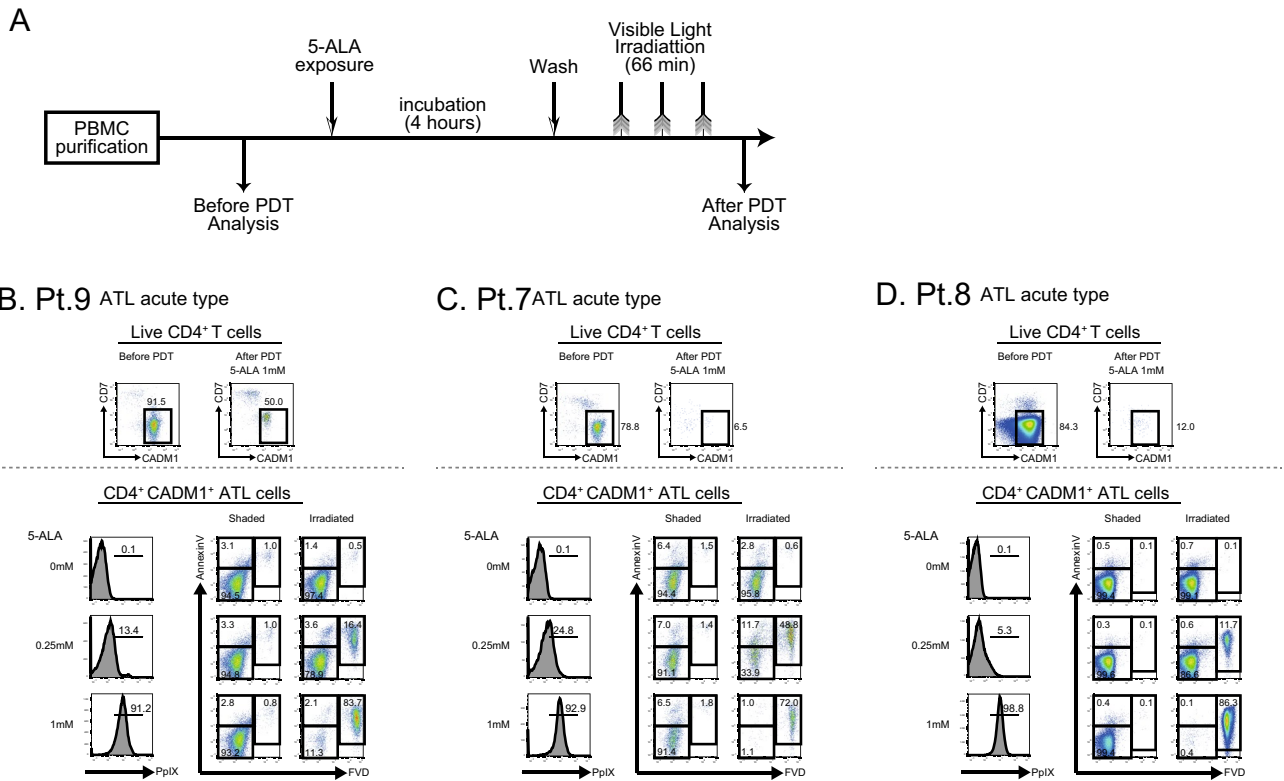 A
5-ALA
exposure
Wash
Visible Light
Irradiattion
(66 min)
incubation
(4 hours)
PBMC
purification
Before PDT
Analysis
After PDT
Analysis
B. Pt.9 ATL acute type
Live CD4+ T cells
Before PDT
After PDT
5-ALA 1mM
CD7
91.5
50.0
CADM1
CADM1
CD4+ CADM1+ ATL cells
Shaded
Irradiated
5-ALA
AnnexinV
0mM
0.1
3.1
1.0
1.4
0.5
94.5
97.4
0.25mM
13.4
3.3
1.0
3.6
16.4
94.8
78.9
1mM
91.2
2.8
0.8
2.1
83.7
93.2
11.3
PpIX
FVD
C. Pt.7 ATL acute type
Live CD4+ T cells
Before PDT
After PDT
5-ALA 1mM
CD7
CD7
78.8
6.5
CADM1
CADM1
CD4+ CADM1+ ATL cells
Shaded
Irradiated
5-ALA
AnnexinV
0mM
0.1
6.4
1.5
2.8
0.6
94.4
95.8
0.25mM
24.8
7.0
1.4
11.7
48.8
91.1
33.9
1mM
92.9
6.5
1.8
1.0
72.0
91.4
1.1
PpIX
FVD
D. Pt.8 ATL acute type
Live CD4+ T cells
Before PDT
After PDT
5-ALA 1mM
CD7
CD7
84.3
12.0
CADM1
CADM1
CD4+ CADM1+ ATL cells
Shaded
Irradiated
5-ALA
AnnexinV
0mM
0.1
0.5
0.1
0.7
0.1
99.4
99.1
0.25mM
5.3
0.3
0.1
0.6
11.7
99.6
86.6
1mM
98.8
0.4
0.1
0.1
86.3
99.4
0.4
PpIX
FVD